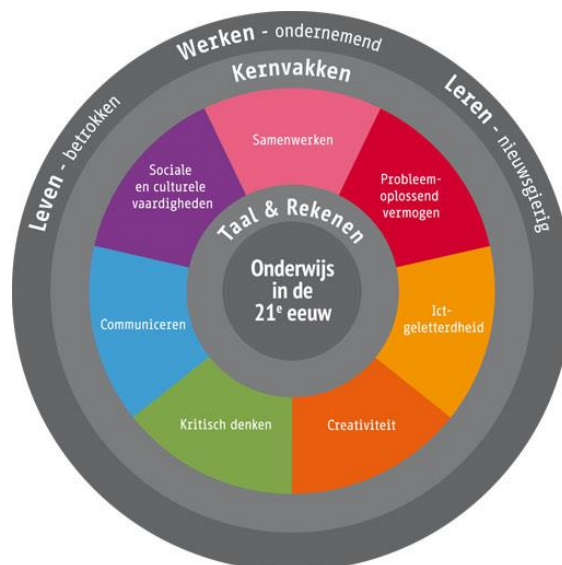 Werken - ondernemend
Kernvakken
Leven - betrokken
Leren - nieuwsgierig
Samenwerken
Sociale
en culturele
vaardigheden
Probleem-
oplossend
vermogen
Taal & Rekenen
Onderwijs
in de
21e eeuw
Communiceren
Ict-
geletterdheid
Kritisch denken
Creativiteit